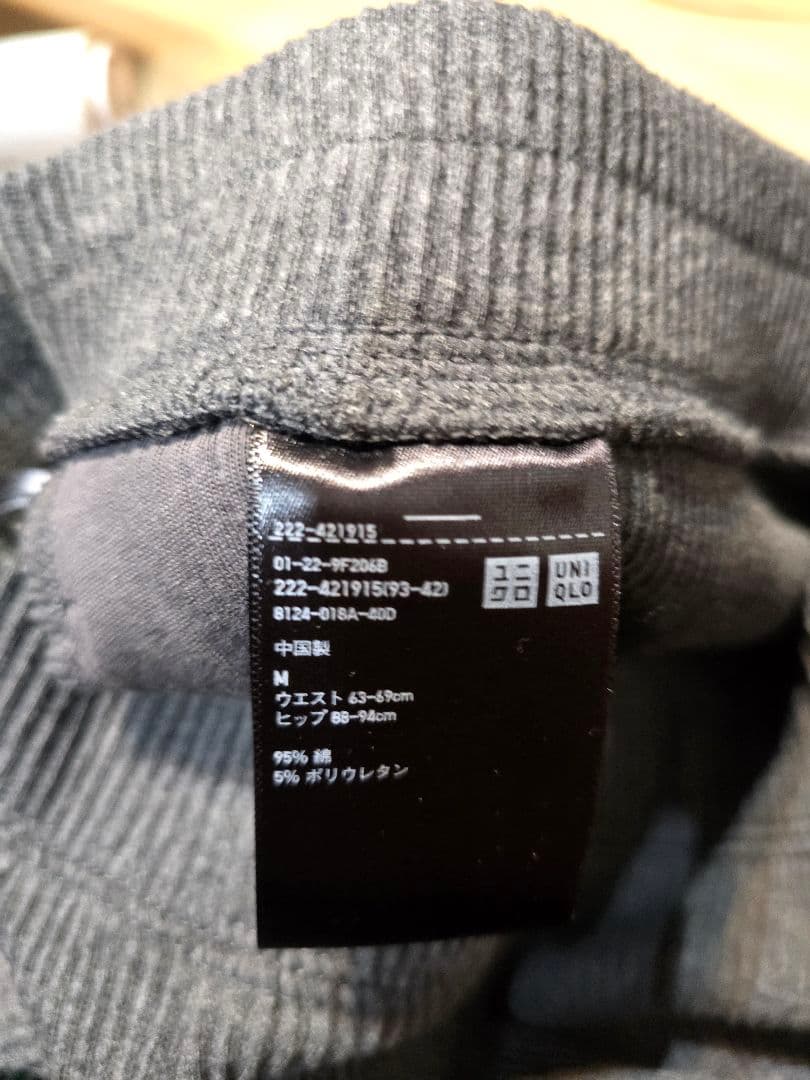 222-421915
01-22-9F206B
222-421915(93-42)
8124-018A-40D
ユニ
クロ
UNI
QLO
中国製
M
ウエスト 63-69cm
ヒップ 88-94cm
95% 綿
5% ポリウレタン